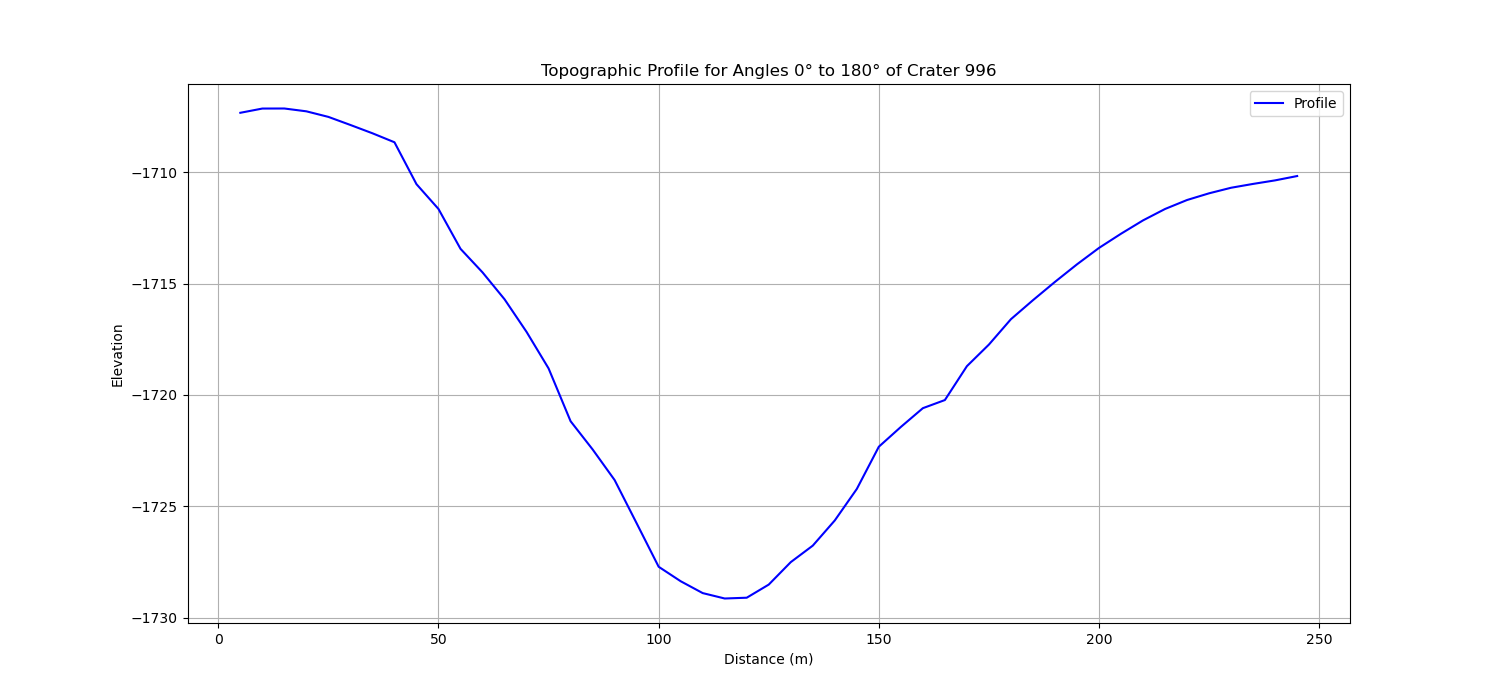 Topographic Profile for Angles 0° to 180° of Crater 996
Profile
−1710
−1715
−1720
−1725
−1730
Elevation
0
50
100
150
200
250
Distance (m)